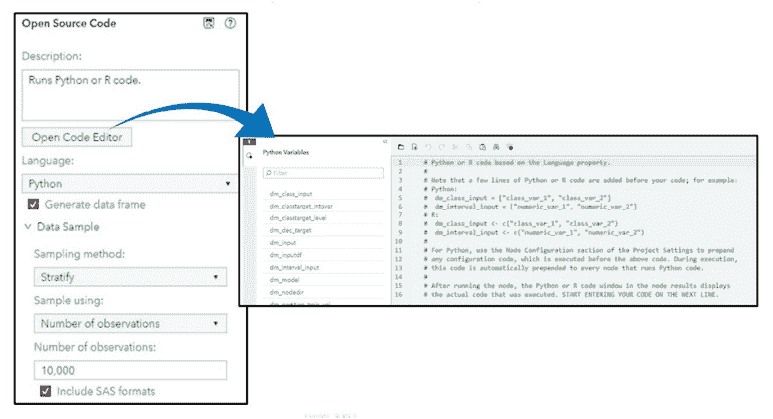 Open Source Code
Description:
Runs Python or R code.
Open Code Editor
Language:
Python
Generate data frame
Data Sample
Sampling method:
Stratify
Sample using:
Number of observations
Number of observations:
10,000
Include SAS formats
Python Variables
Filter
dm_class_input
dm_classtarget_intovar
dm_classtarget_level
dm_dec_target
dm_input
dm_inputdf
dm_interval_input
dm_model
dm_nodedir
1 # Python or R code based on the Language property.
2 #
3 # Note that a few lines of Python or R code are added before your code; for example:
4 # Python:
5 # dm_class_input = ["class_var_1", "class_var_2"]
6 # dm_interval_input = ["numeric_var_1", "numeric_var_2"]
7 # R:
8 # dm_class_input <- c("class_var_1", "class_var_2")
9 # dm_interval_input <- c("numeric_var_1", "numeric_var_2")
10 #
11 # For Python, use the Node Configuration section of the Project Settings to prepend
12 # any configuration code, which is executed before the above code. During execution,
13 # this code is automatically prepended to every node that runs Python code.
14 #
15 # After running the node, the Python or R code window in the node results displays
16 # the actual code that was executed. START ENTERING YOUR CODE ON THE NEXT LINE.